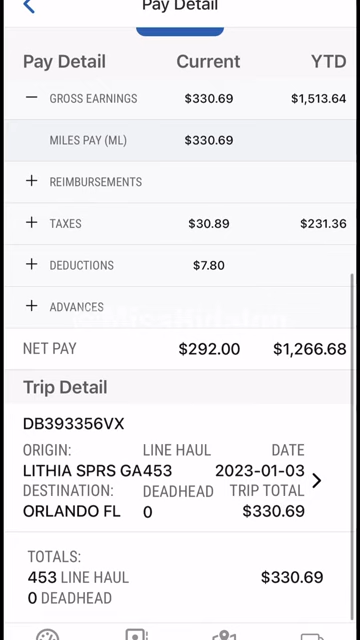 Pay Detail
Pay Detail Current YTD
GROSS EARNINGS $330.69 $1,513.64
MILES PAY (ML) $330.69
REIMBURSEMENTS
TAXES $30.89 $231.36
DEDUCTIONS $7.80
ADVANCES
NET PAY $292.00 $1,266.68
Trip Detail
DB393356VX
ORIGIN: LINE HAUL DATE
LITHIA SPRS GA453 2023-01-03
DESTINATION: DEADHEAD TRIP TOTAL
ORLANDO FL 0 $330.69
TOTALS:
453 LINE HAUL $330.69
0 DEADHEAD